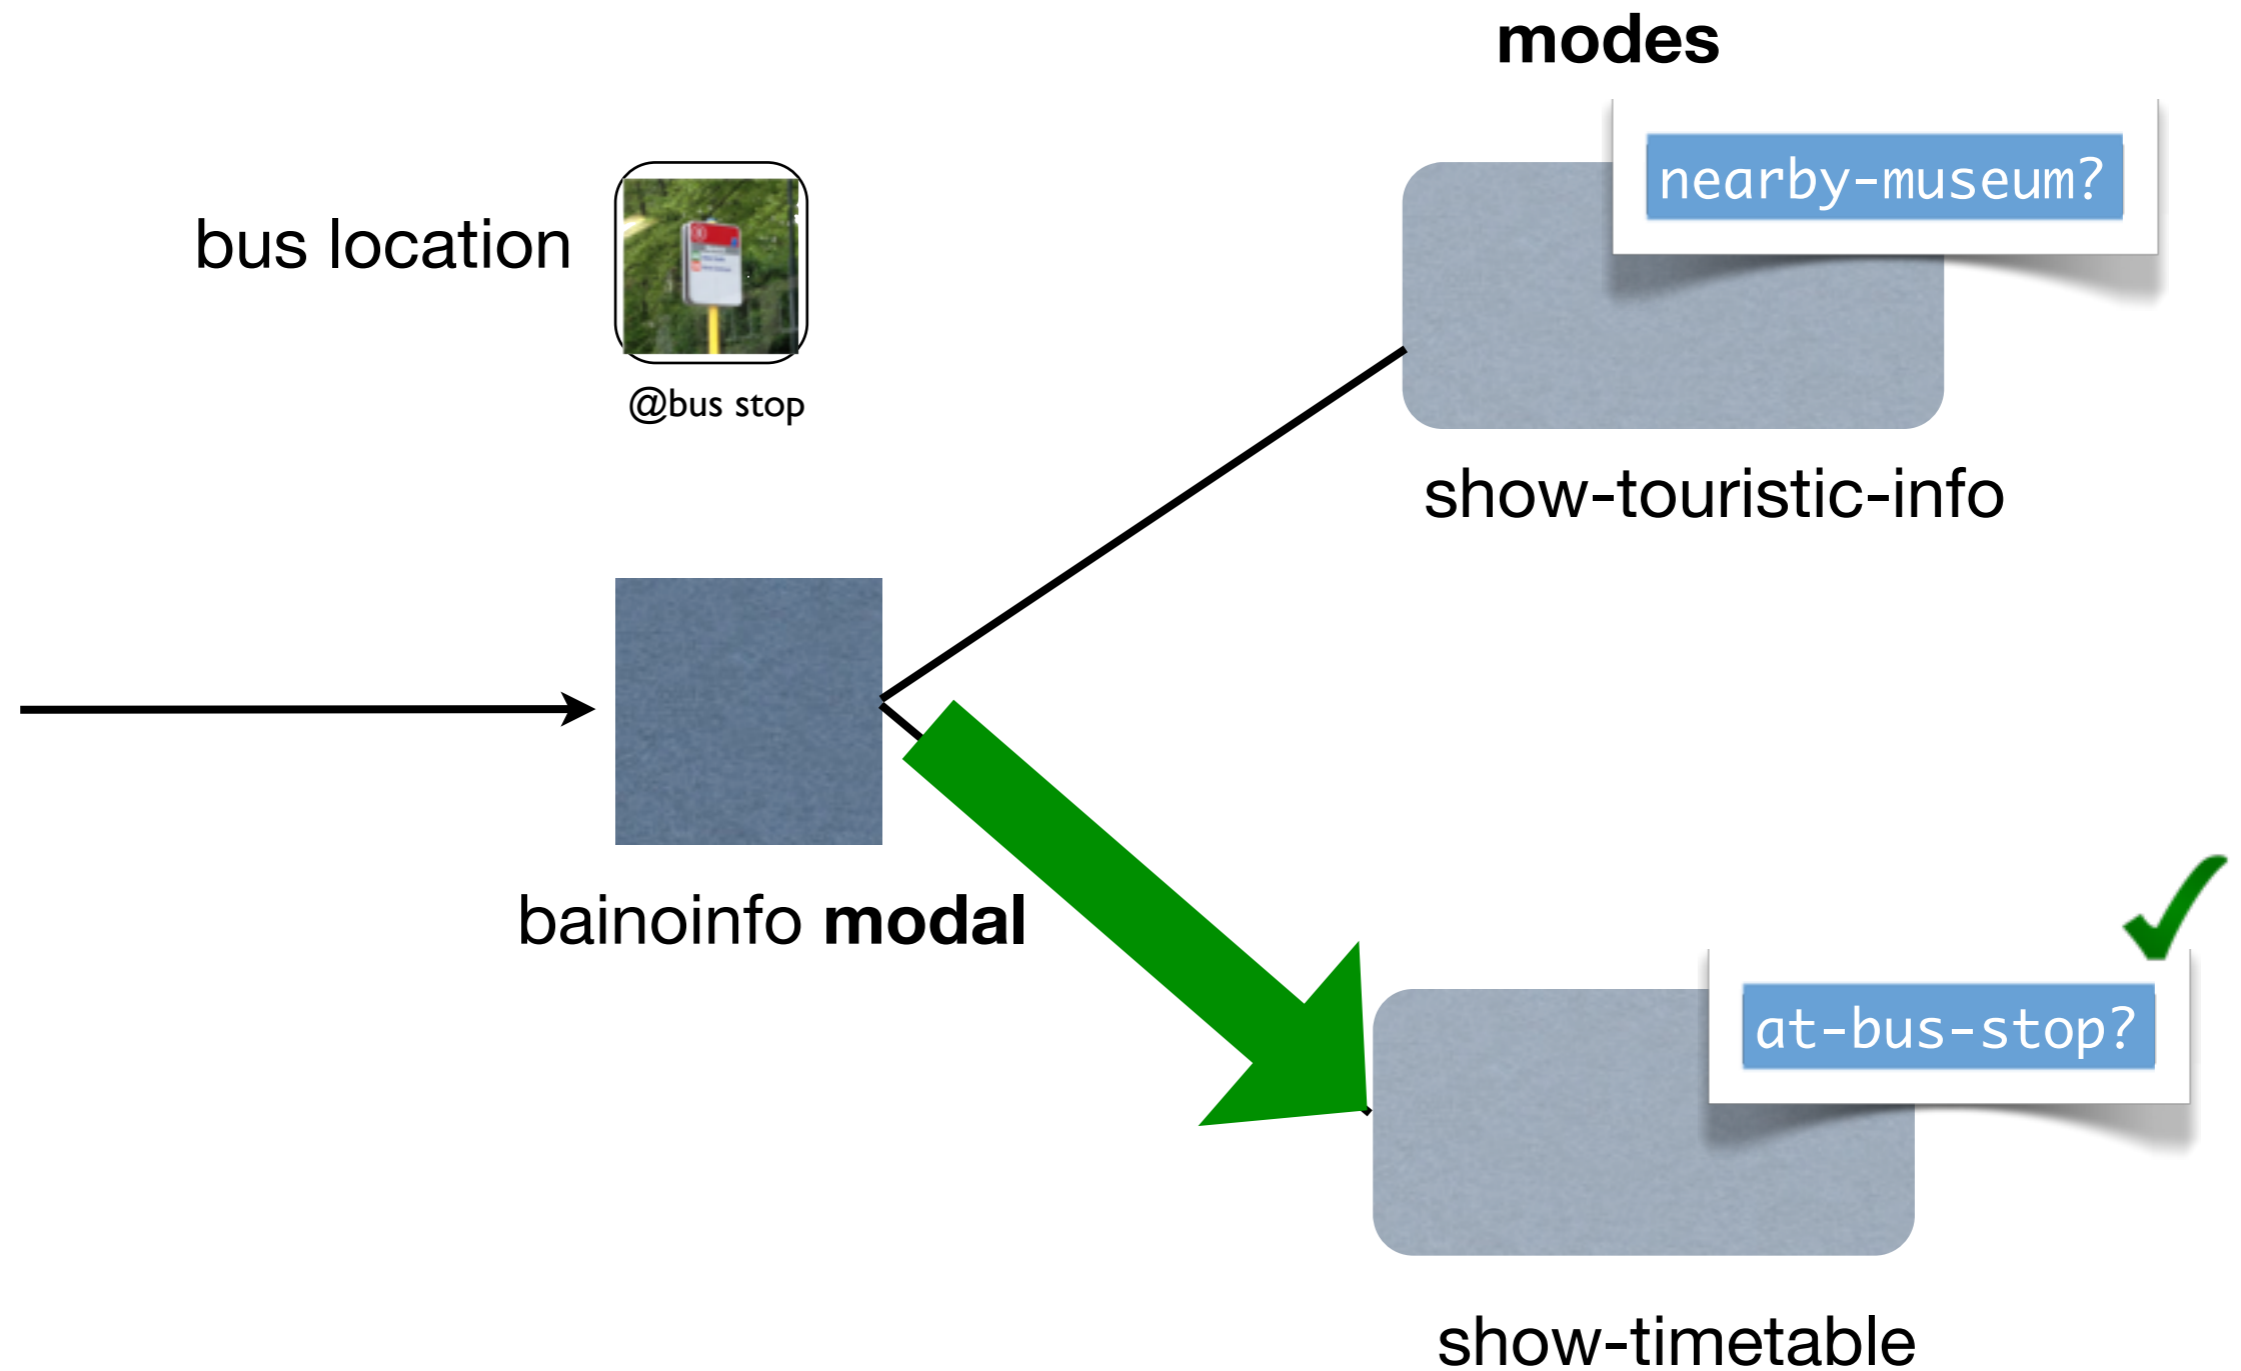 modes
nearby-museum?
bus location
@bus stop
show-touristic-info
bainoinfo modal
at-bus-stop?
show-timetable